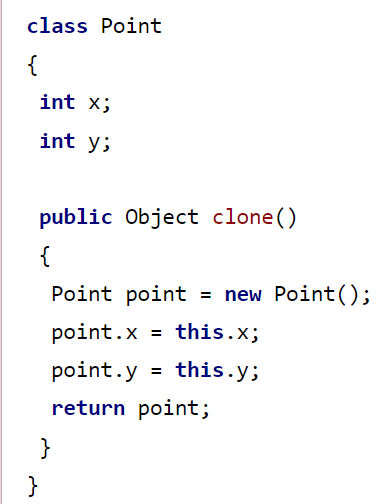 class Point
{
int x;
int y;
public Object clone()
{
Point point = new Point();
point.x = this.x;
point.y = this.y;
return point;
}
}